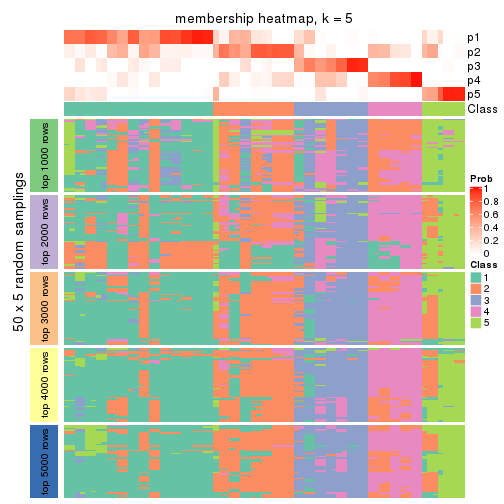 membership heatmap, k = 5
p1
p2
p3
p4
p5
Class
50 x 5 random samplings
top 1000 rows
top 2000 rows
top 3000 rows
top 4000 rows
top 5000 rows
Prob
1
0.8
0.6
0.4
0.2
0
Class
1
2
3
4
5